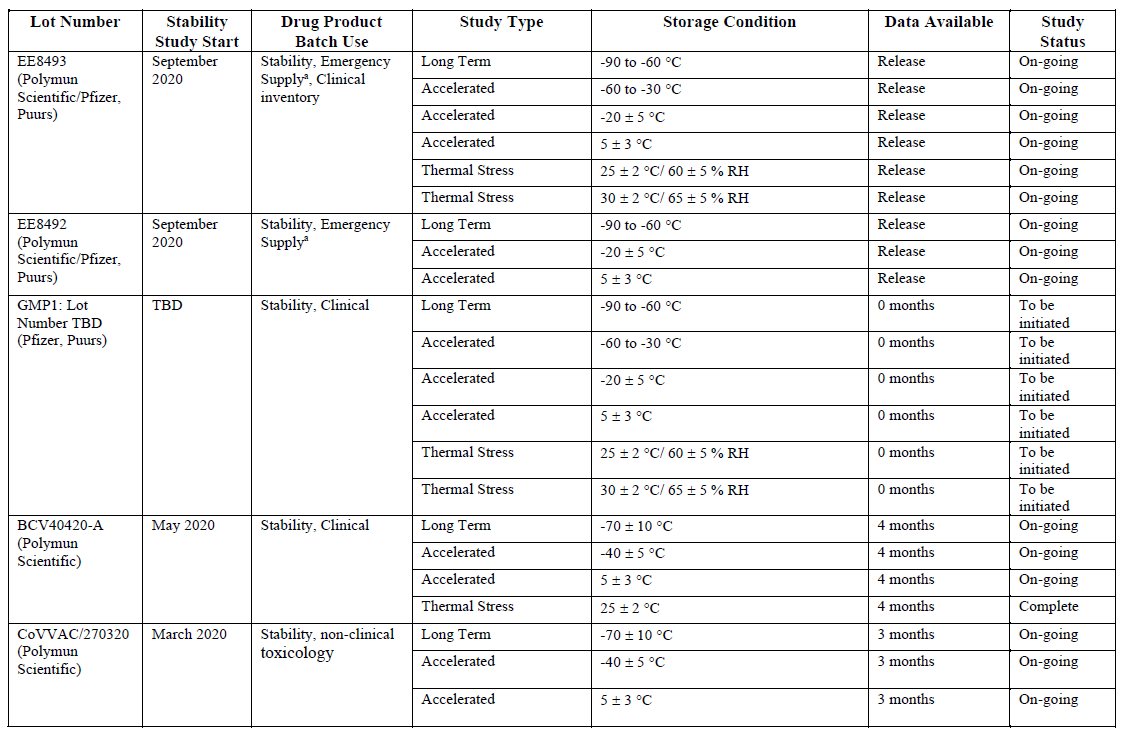 Lot Number Stability Study Start Drug Product Batch Use Study Type Storage Condition Data Available Study Status
EE8493 (Polymun Scientific/Pfizer, Puurs) September 2020 Stability, Emergency Supplyᵃ, Clinical inventory Long Term -90 to -60 °C Release On-going
Accelerated -60 to -30 °C Release On-going
Accelerated -20 ± 5 °C Release On-going
Accelerated 5 ± 3 °C Release On-going
Thermal Stress 25 ± 2 °C/ 60 ± 5 % RH Release On-going
Thermal Stress 30 ± 2 °C/ 65 ± 5 % RH Release On-going
EE8492 (Polymun Scientific/Pfizer, Puurs) September 2020 Stability, Emergency Supplyᵃ Long Term -90 to -60 °C Release On-going
Accelerated -20 ± 5 °C Release On-going
Accelerated 5 ± 3 °C Release On-going
GMP1: Lot Number TBD (Pfizer, Puurs) TBD Stability, Clinical Long Term -90 to -60 °C 0 months To be initiated
Accelerated -60 to -30 °C 0 months To be initiated
Accelerated -20 ± 5 °C 0 months To be initiated
Accelerated 5 ± 3 °C 0 months To be initiated
Thermal Stress 25 ± 2 °C/ 60 ± 5 % RH 0 months To be initiated
Thermal Stress 30 ± 2 °C/ 65 ± 5 % RH 0 months To be initiated
BCV40420-A (Polymun Scientific) May 2020 Stability, Clinical Long Term -70 ± 10 °C 4 months On-going
Accelerated -40 ± 5 °C 4 months On-going
Accelerated 5 ± 3 °C 4 months On-going
Thermal Stress 25 ± 2 °C 4 months Complete
CoVVAC/270320 (Polymun Scientific) March 2020 Stability, non-clinical toxicology Long Term -70 ± 10 °C 3 months On-going
Accelerated -40 ± 5 °C 3 months On-going
Accelerated 5 ± 3 °C 3 months On-going